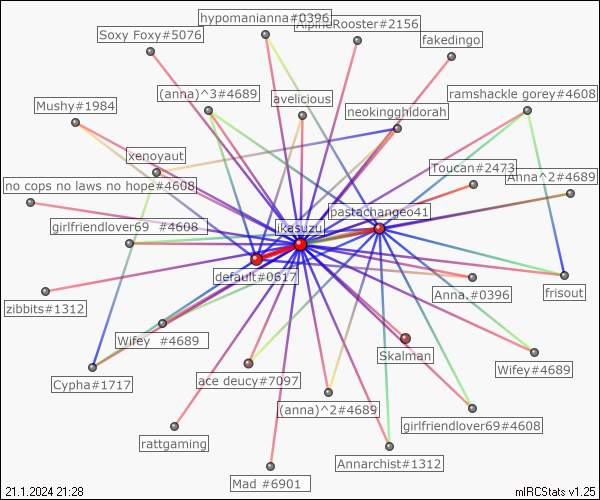 hypomanianna#0396
AlpineRooster#2156
Soxy Foxy#5076
fakedingo
(anna)^3#4689
avelicious
ramshackle gorey#4608
Mushy#1984
neokingghidorah
xenoyaut
Toucan#2473
Anna^2#4689
no cops no laws no hope#4608
pastachangeo41
girlfriendlover69 #4608
ikasuzu
default#0617
Anna.#0396
frisout
zibbits#1312
Wifey #4689
Skalman
Wifey#4689
Cypha#1717
ace deucy#7097
(anna)^2#4689
girlfriendlover69#4608
rattgaming
Annarchist#1312
Mad #6901
21.1.2024 21:28
mIRCStats v1.25